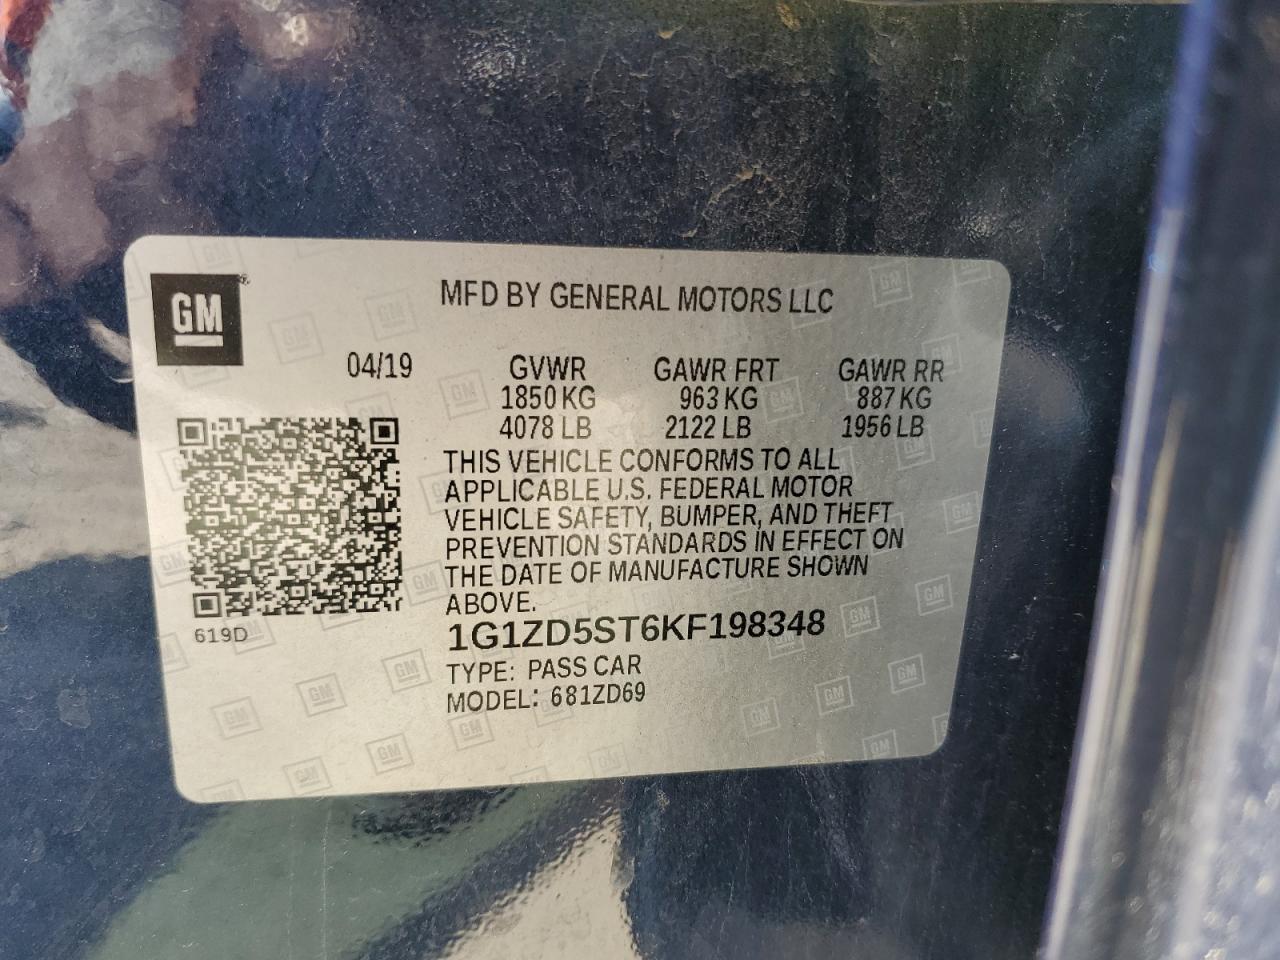 GM
MFD BY GENERAL MOTORS LLC
04/19 GVWR GAWR FRT GAWR RR
1850 KG 963 KG 887 KG
4078 LB 2122 LB 1956 LB
THIS VEHICLE CONFORMS TO ALL
APPLICABLE U.S. FEDERAL MOTOR
VEHICLE SAFETY, BUMPER, AND THEFT
PREVENTION STANDARDS IN EFFECT ON
THE DATE OF MANUFACTURE SHOWN
ABOVE.
619D
1G1ZD5ST6KF198348
TYPE: PASS CAR
MODEL: 681ZD69